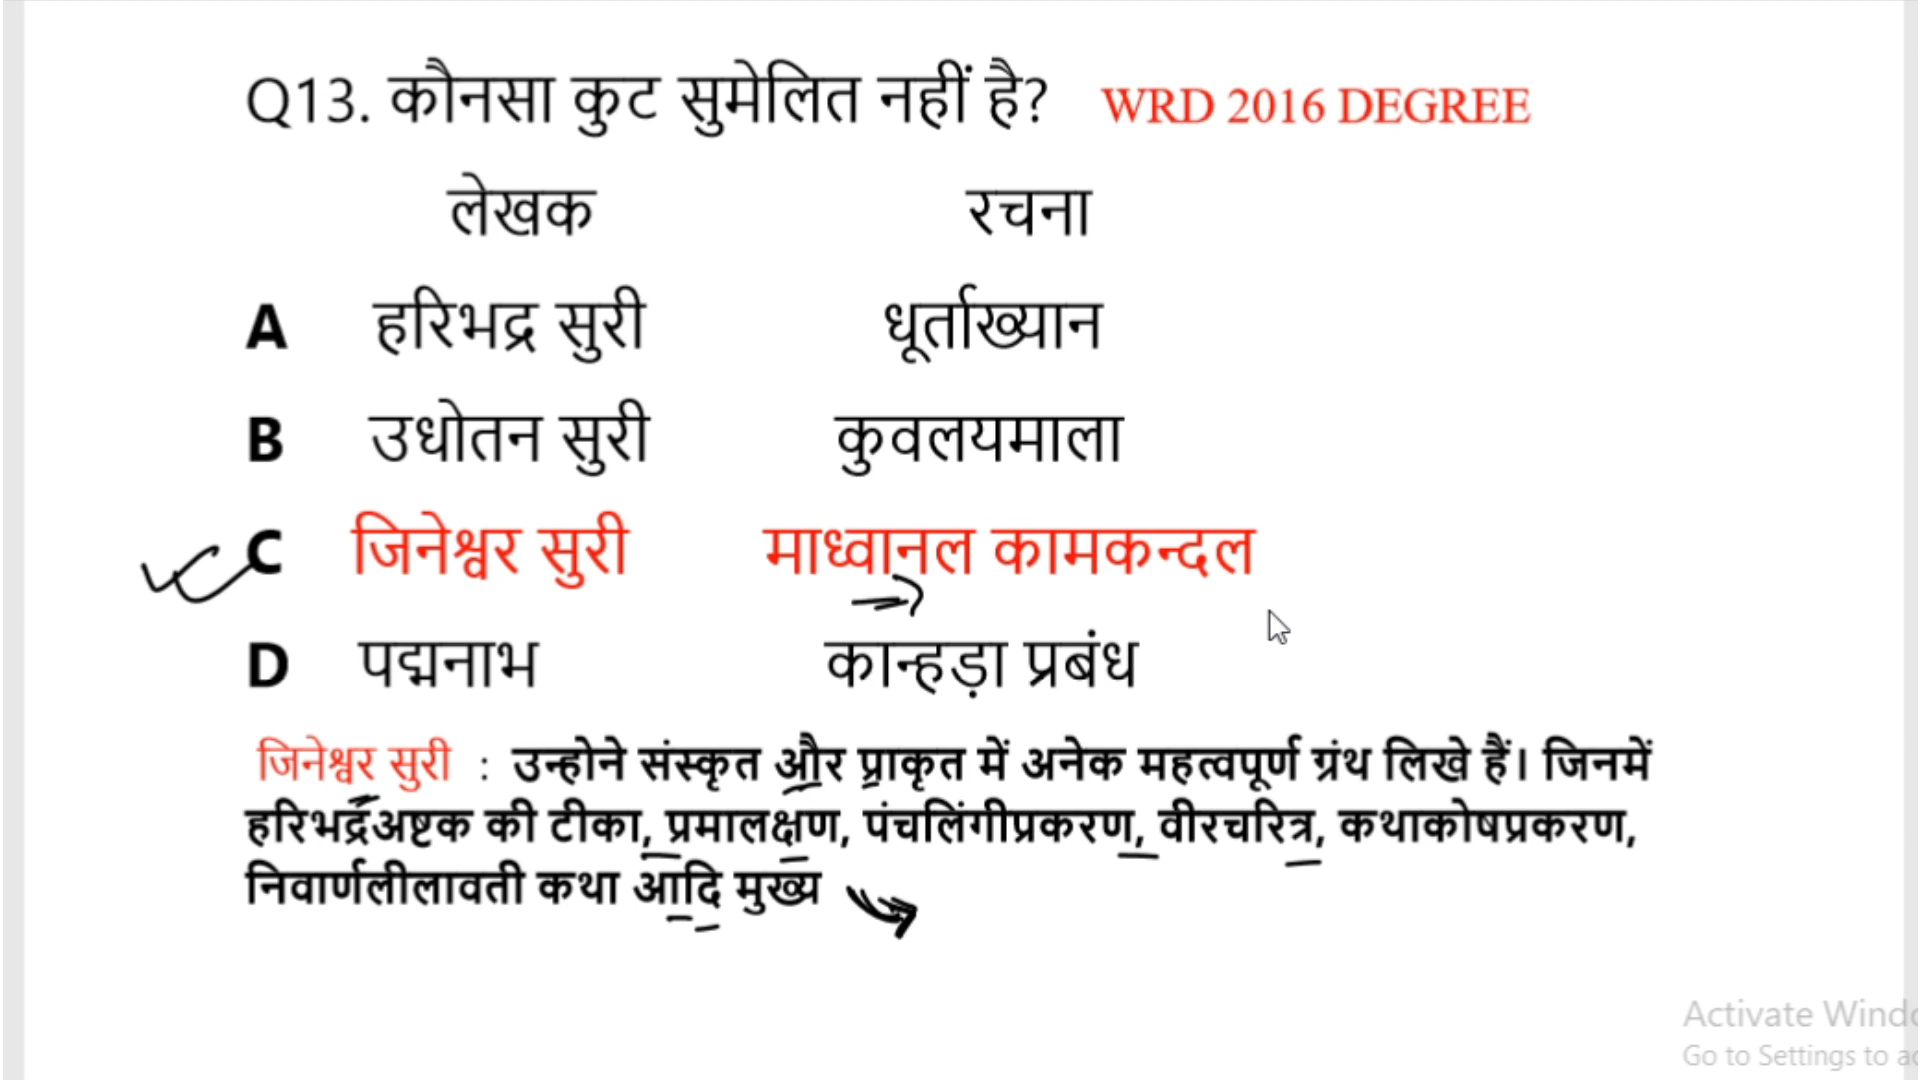 Q13. कौनसा कुट सुमेलित नहीं है? WRD 2016 DEGREE
लेखक रचना
A हरिभद्र सुरी धूर्ताख्यान
B उधोतन सुरी कुवलयमाला
C जिनेश्वर सुरी माध्वानल कामकन्दल
D पद्मनाभ कान्हड़ा प्रबंध
जिनेश्वर सुरी : उन्होने संस्कृत और प्राकृत में अनेक महत्वपूर्ण ग्रंथ लिखे हैं। जिनमें
हरिभद्रअष्टक की टीका, प्रमालक्षण, पंचलिंगीप्रकरण, वीरचरित्र, कथाकोषप्रकरण,
निवार्णलीलावती कथा आदि मुख्य
Activate Windo
Go to Settings to ac